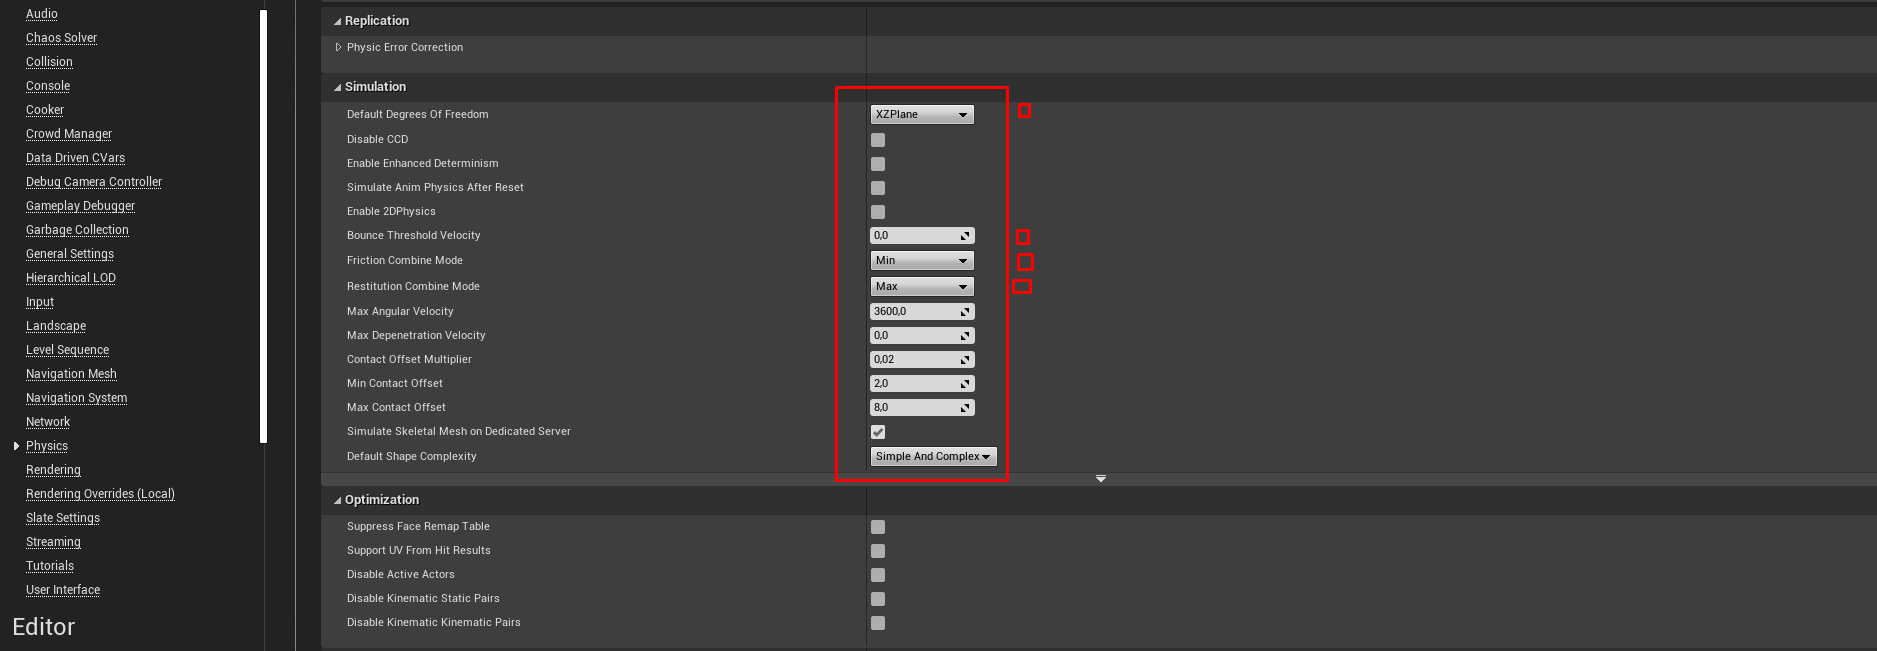 Audio
Chaos Solver
Collision
Console
Cooker
Crowd Manager
Data Driven CVars
Debug Camera Controller
Gameplay Debugger
Garbage Collection
General Settings
Hierarchical LOD
Input
Landscape
Level Sequence
Navigation Mesh
Navigation System
Network
Physics
Rendering
Rendering Overrides (Local)
Slate Settings
Streaming
Tutorials
User Interface
Editor
Replication
Physic Error Correction
Simulation
Default Degrees Of Freedom XZPlane
Disable CCD
Enable Enhanced Determinism
Simulate Anim Physics After Reset
Enable 2DPhysics
Bounce Threshold Velocity 0,0
Friction Combine Mode Min
Restitution Combine Mode Max
Max Angular Velocity 3600,0
Max Depenetration Velocity 0,0
Contact Offset Multiplier 0,02
Min Contact Offset 2,0
Max Contact Offset 8,0
Simulate Skeletal Mesh on Dedicated Server
Default Shape Complexity Simple And Complex
Optimization
Suppress Face Remap Table
Support UV From Hit Results
Disable Active Actors
Disable Kinematic Static Pairs
Disable Kinematic Kinematic Pairs